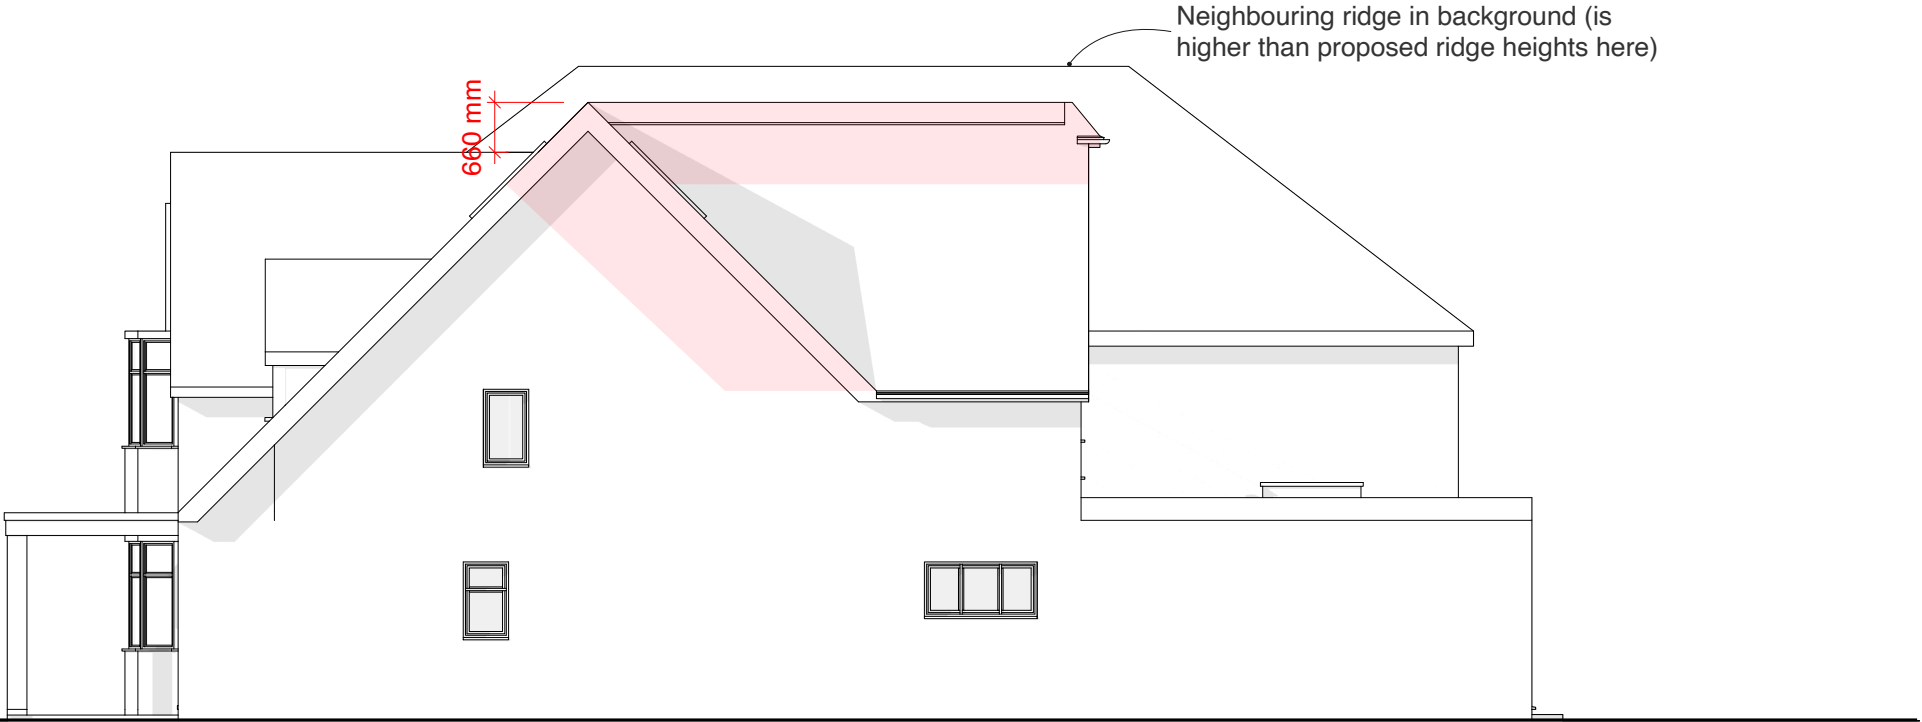 Neighbouring ridge in background (is
higher than proposed ridge heights here)
660 mm